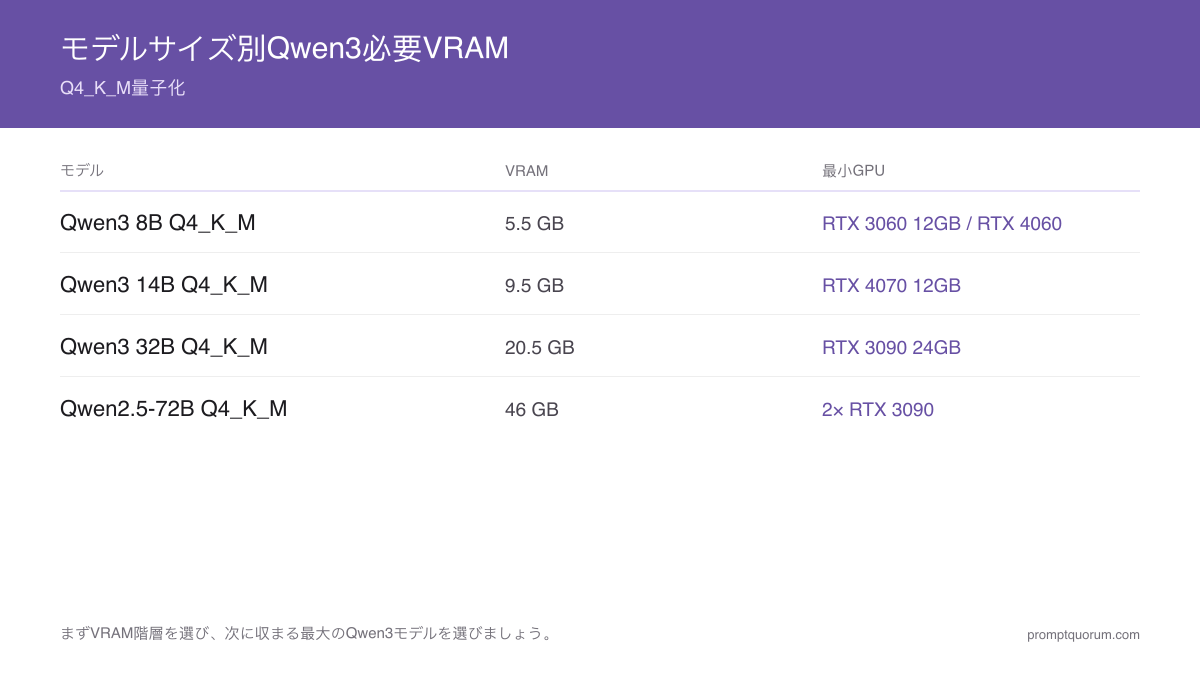 モデルサイズ別Qwen3必要VRAM
Q4_K_M量子化
モデル VRAM 最小GPU
Qwen3 8B Q4_K_M 5.5 GB RTX 3060 12GB / RTX 4060
Qwen3 14B Q4_K_M 9.5 GB RTX 4070 12GB
Qwen3 32B Q4_K_M 20.5 GB RTX 3090 24GB
Qwen2.5-72B Q4_K_M 46 GB 2× RTX 3090
まずVRAM階層を選び、次に収まる最大のQwen3モデルを選びましょう。 promptquorum.com